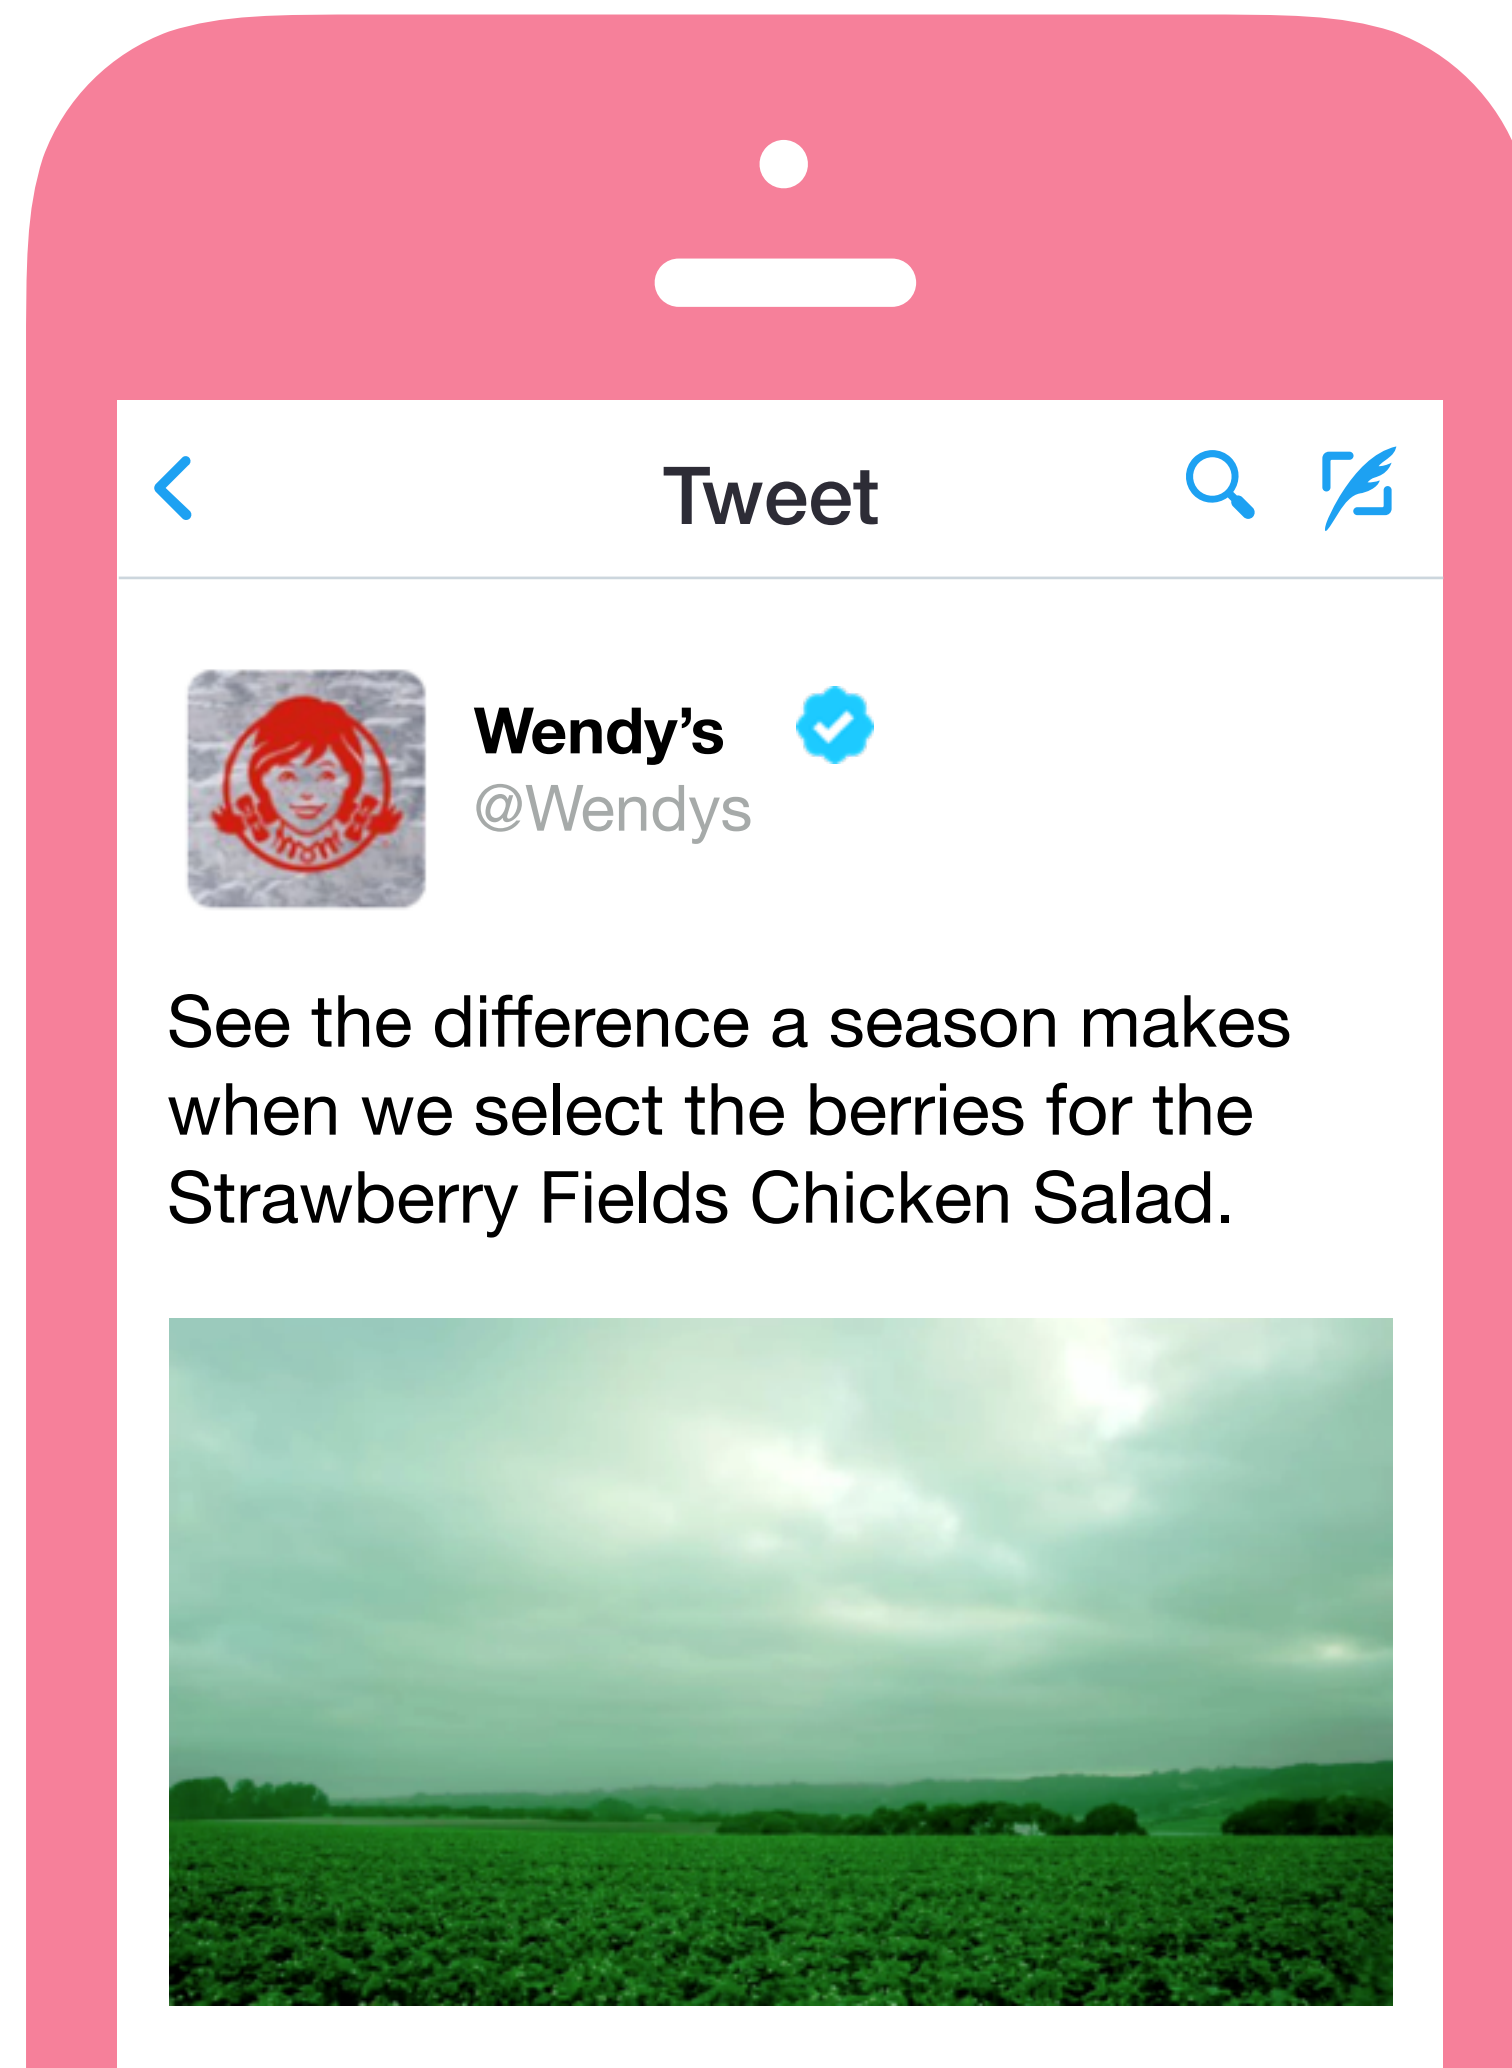 Tweet
Wendy’s
@Wendys
See the difference a season makes
when we select the berries for the
Strawberry Fields Chicken Salad.